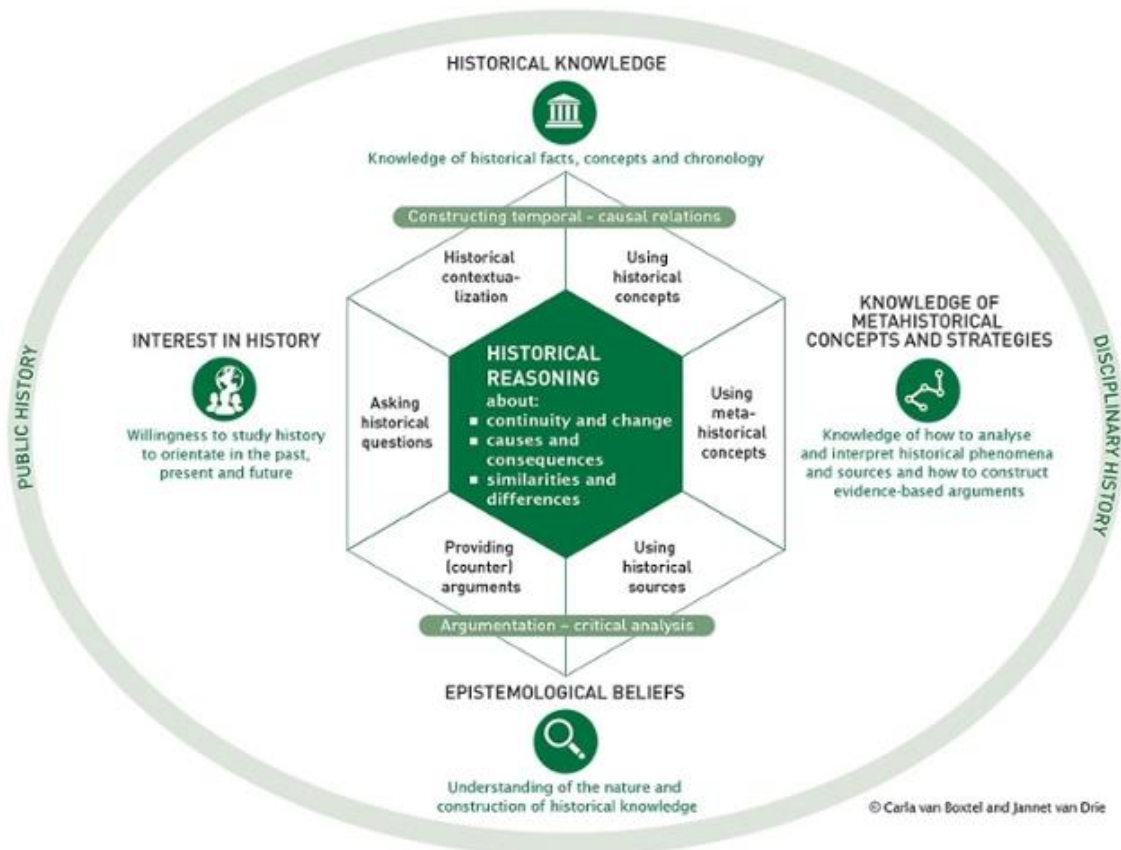 HISTORICAL KNOWLEDGE
Knowledge of historical facts, concepts and chronology
Constructing temporal - causal relations
Historical
contextua-
lization
Using
historical
concepts
PUBLIC HISTORY
INTEREST IN HISTORY
Willingness to study history
to orientate in the past,
present and future
Asking
historical
questions
HISTORICAL
REASONING
about:
▪ continuity and change
▪ causes and
consequences
▪ similarities and
differences
Using
meta-
historical
concepts
KNOWLEDGE OF
METAHISTORICAL
CONCEPTS AND STRATEGIES
Knowledge of how to analyse
and interpret historical phenomena
and sources and how to construct
evidence-based arguments
DISCIPLINARY HISTORY
Providing
(counter)
arguments
Using
historical
sources
Argumentation – critical analysis
EPISTEMOLOGICAL BELIEFS
Understanding of the nature and
construction of historical knowledge
© Carla van Boxtel and Jannet van Drie